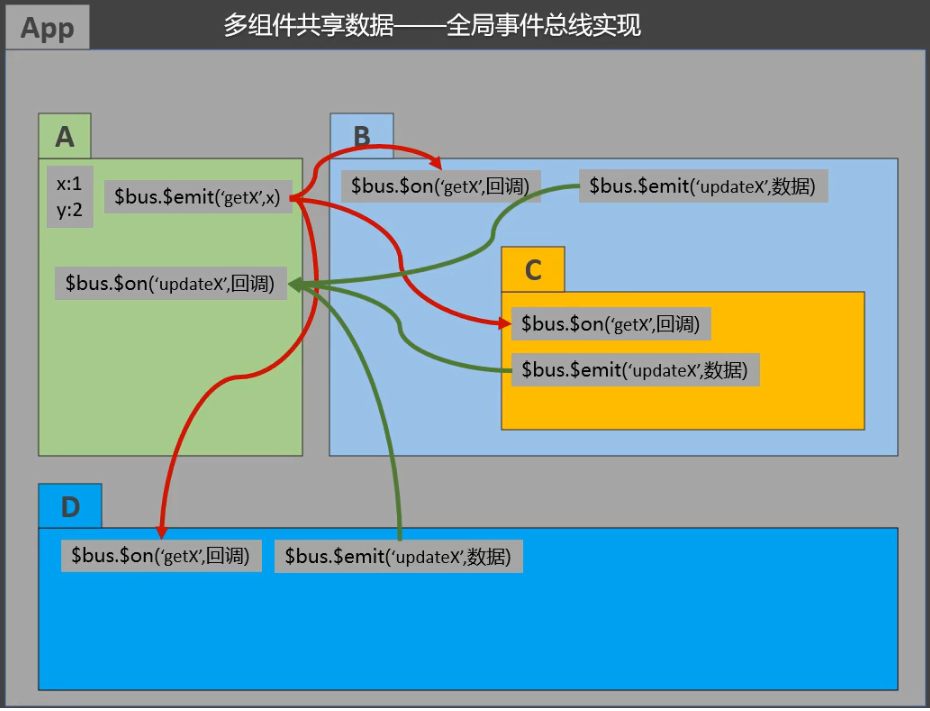 App
多组件共享数据——全局事件总线实现
A
x:1
y:2
$bus.$emit(‘getX’,x)
$bus.$on(‘updateX’,回调)
B
$bus.$on(‘getX’,回调)
$bus.$emit(‘updateX’,数据)
C
$bus.$on(‘getX’,回调)
$bus.$emit(‘updateX’,数据)
D
$bus.$on(‘getX’,回调)
$bus.$emit(‘updateX’,数据)